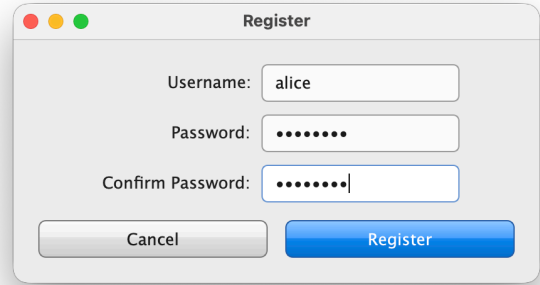 Register
Username: alice
Password: ••••••••
Confirm Password: ••••••••
Cancel Register